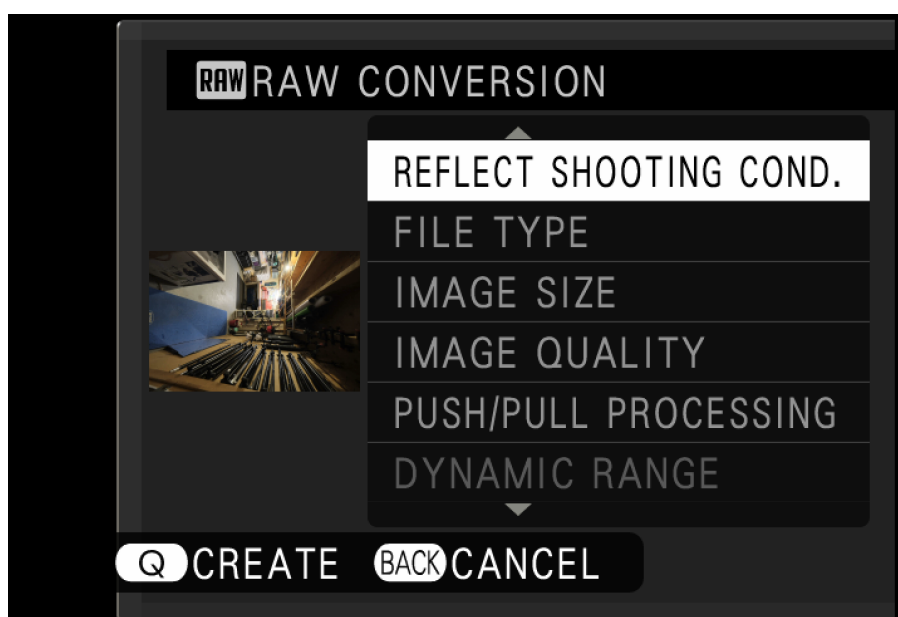 RAW RAW CONVERSION
REFLECT SHOOTING COND.
FILE TYPE
IMAGE SIZE
IMAGE QUALITY
PUSH/PULL PROCESSING
DYNAMIC RANGE
Q CREATE BACK CANCEL